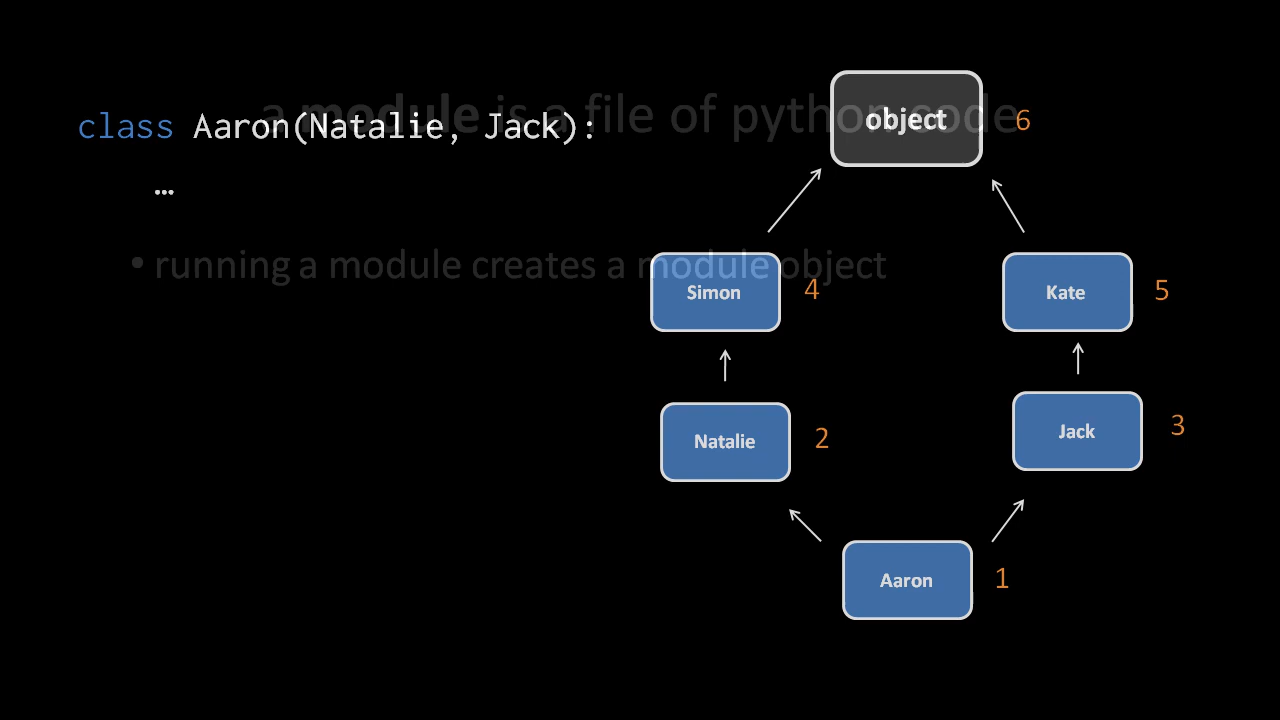 class Aaron(Natalie, Jack):
…
a module is a file of python code
• running a module creates a module object
object 6
Simon 4
Kate 5
Natalie 2
Jack 3
Aaron 1